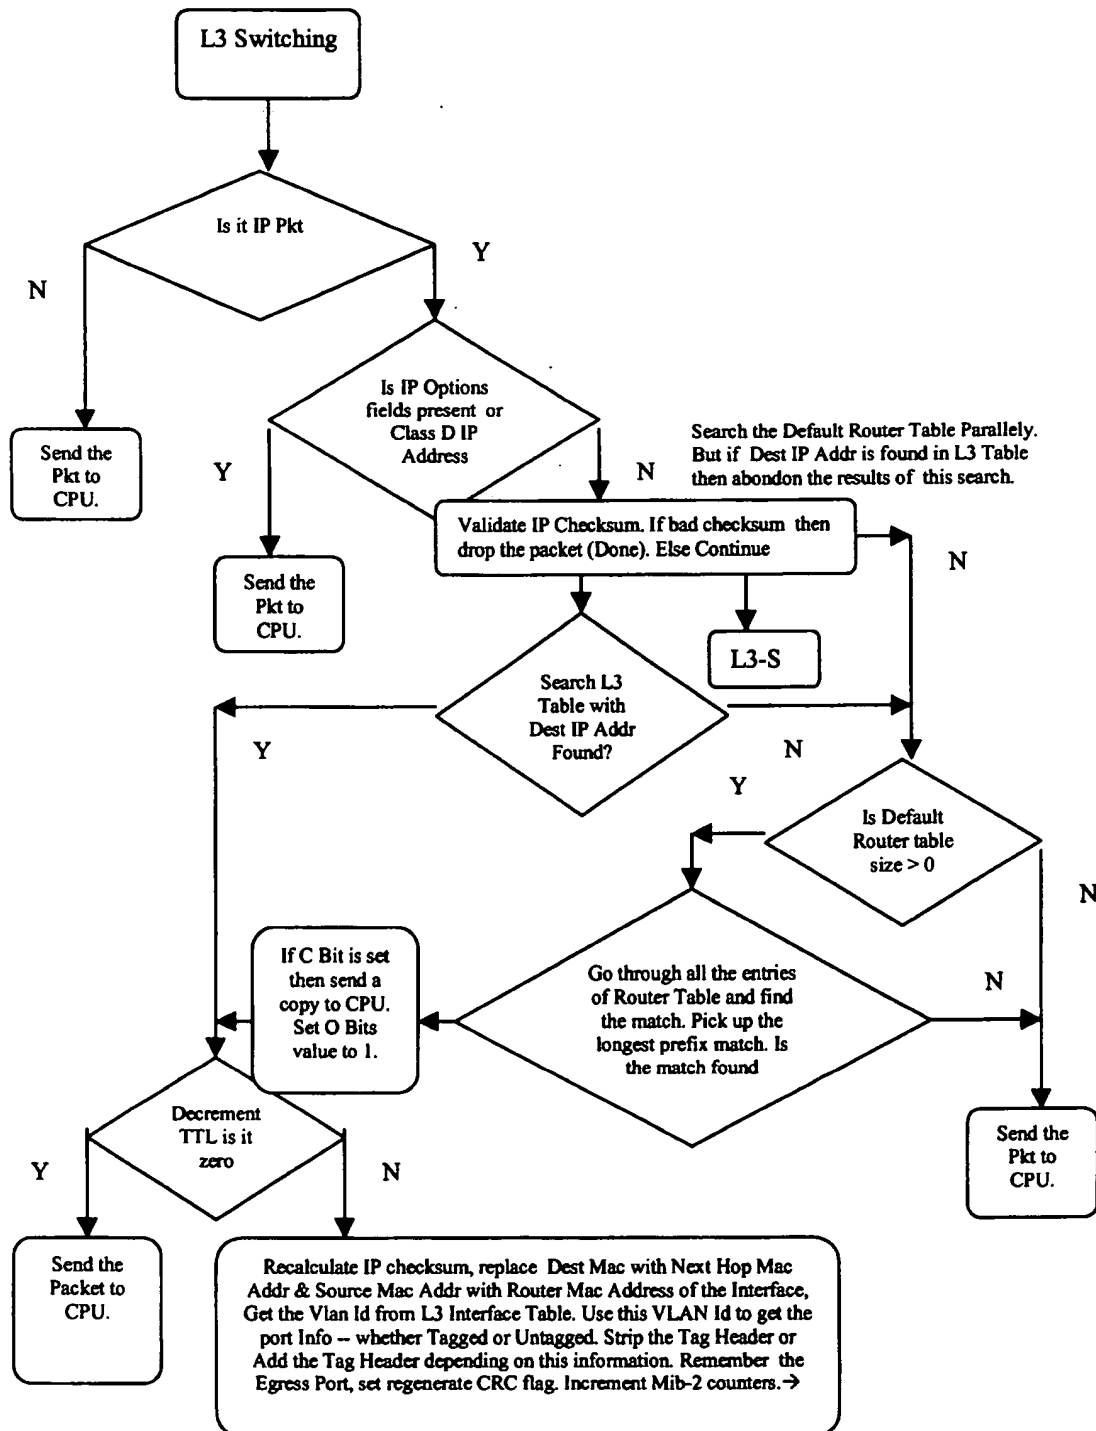 L3 Switching
Is it IP Pkt
Y
N
Is IP Options
fields present or
Class D IP
Address
Send the
Pkt to
CPU.
Y
N
Search the Default Router Table Parallely.
But if Dest IP Addr is found in L3 Table
then abondon the results of this search.
Validate IP Checksum. If bad checksum then
drop the packet (Done). Else Continue
N
Send the
Pkt to
CPU.
L3-S
Search L3
Table with
Dest IP Addr
Found?
Y
N
Y
Is Default
Router table
size > 0
N
If C Bit is set
then send a
copy to CPU.
Set O Bits
value to 1.
Go through all the entries
of Router Table and find
the match. Pick up the
longest prefix match. Is
the match found
N
Decrement
TTL is it
zero
Y
N
Send the
Pkt to
CPU.
Send the
Packet to
CPU.
Recalculate IP checksum, replace Dest Mac with Next Hop Mac
Addr & Source Mac Addr with Router Mac Address of the Interface,
Get the Vlan Id from L3 Interface Table. Use this VLAN Id to get the
port Info – whether Tagged or Untagged. Strip the Tag Header or
Add the Tag Header depending on this information. Remember the
Egress Port, set regenerate CRC flag. Increment Mib-2 counters.→